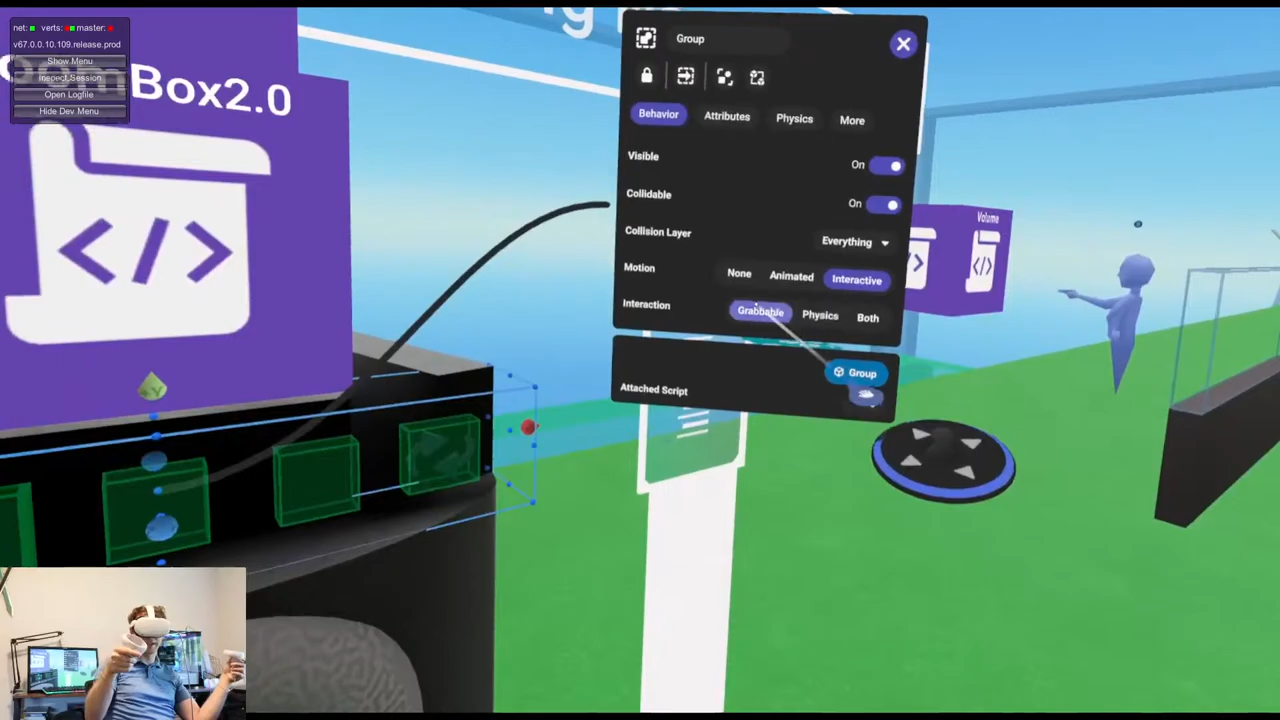 net: verts: master:
v67.0.0.10.109.release.prod
Show Menu
Inspect Session
Open Logfile
Hide Dev Menu
Box2.0
</>
Group
Behavior Attributes Physics More
Visible On
Collidable On
Collision Layer Everything
Motion None Animated Interactive
Interaction Grabbable Physics Both
Group
Attached Script
Volume
</>